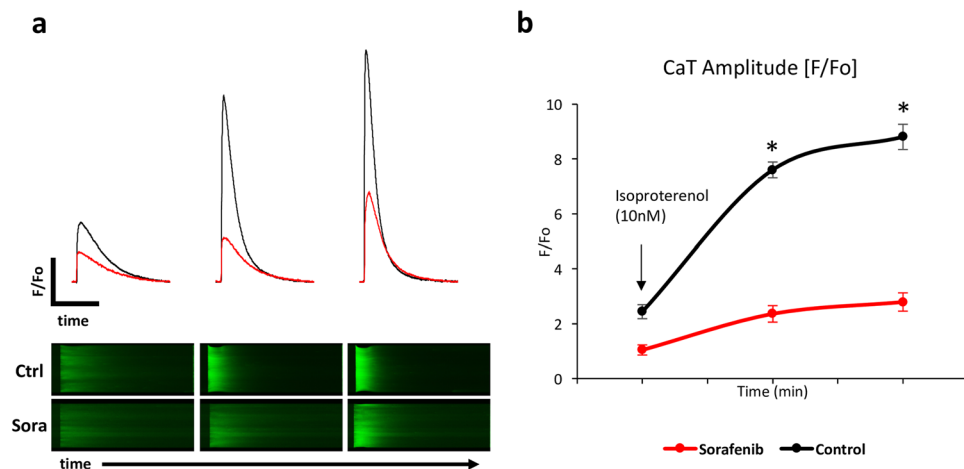 a
F/Fo
time
Ctrl
Sora
time
b
CaT Amplitude [F/Fo]
10
8
6
4
2
0
F/Fo
Isoproterenol
(10nM)
*
*
Time (min)
Sorafenib
Control